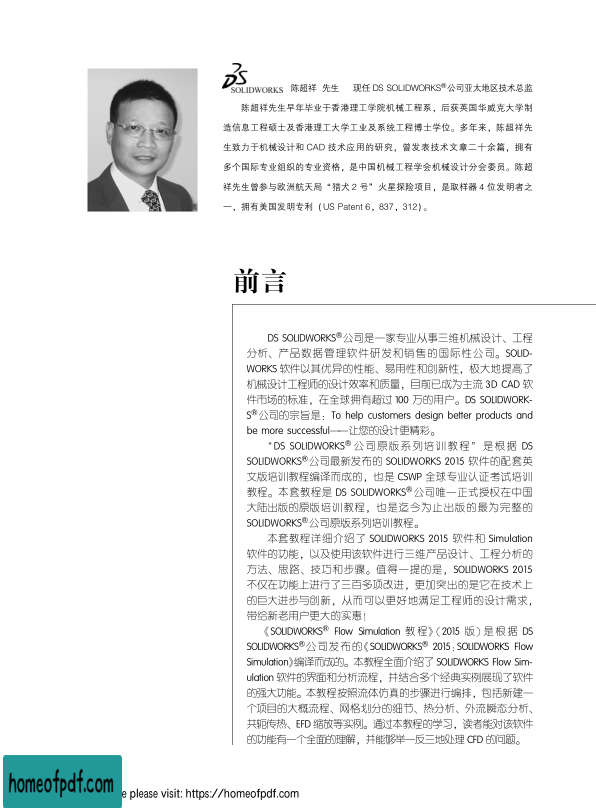 DS SOLIDWORKS 陈超祥 先生 现任 DS SOLIDWORKS®公司亚太地区技术总监
陈超祥先生早年毕业于香港理工学院机械工程系，后获英国华威克大学制
造信息工程硕士及香港理工大学工业及系统工程博士学位。多年来，陈超祥先
生致力于机械设计和 CAD 技术应用的研究，曾发表技术文章二十余篇，拥有
多个国际专业组织的专业资格，是中国机械工程学会机械设计分会委员。陈超
祥先生曾参与欧洲航天局“猎犬 2 号”火星探险项目，是取样器 4 位发明者之
一，拥有美国发明专利（US Patent 6，837，312）。
前言
DS SOLIDWORKS®公司是一家专业从事三维机械设计、工程
分析、产品数据管理软件研发和销售的国际性公司。SOLID-
WORKS 软件以其优异的性能、易用性和创新性，极大地提高了
机械设计工程师的设计效率和质量，目前已成为主流 3D CAD 软
件市场的标准，在全球拥有超过 100 万的用户。DS SOLIDWORK-
S®公司的宗旨是：To help customers design better products and
be more successful——让您的设计更精彩。
“DS SOLIDWORKS®公司原版系列培训教程”是根据 DS
SOLIDWORKS®公司最新发布的 SOLIDWORKS 2015 软件的配套英
文版培训教程编译而成的，也是 CSWP 全球专业认证考试培训
教程。本套教程是 DS SOLIDWORKS®公司唯一正式授权在中国
大陆出版的原版培训教程，也是迄今为止出版的最为完整的
SOLIDWORKS®公司原版系列培训教程。
本套教程详细介绍了 SOLIDWORKS 2015 软件和 Simulation
软件的功能，以及使用该软件进行三维产品设计、工程分析的
方法、思路、技巧和步骤。值得一提的是，SOLIDWORKS 2015
不仅在功能上进行了三百多项改进，更加突出的是它在技术上
的巨大进步与创新，从而可以更好地满足工程师的设计需求，
带给新老用户更大的实惠！
《SOLIDWORKS® Flow Simulation 教程》（2015 版）是根据 DS
SOLIDWORKS®公司发布的《SOLIDWORKS® 2015：SOLIDWORKS Flow
Simulation》编译而成的。本教程全面介绍了 SOLIDWORKS Flow Sim-
ulation 软件的界面和分析流程，并结合多个经典实例展现了软件
的强大功能。本教程按照流体仿真的步骤进行编排，包括新建一
个项目的大概流程、网格划分的细节、热分析、外流瞬态分析、
共轭传热、EFD 缩放等实例。通过本教程的学习，读者能对该软件
的功能有一个全面的理解，并能够举一反三地处理 CFD 的问题。
homeofpdf.com
e please visit: https://homeofpdf.com